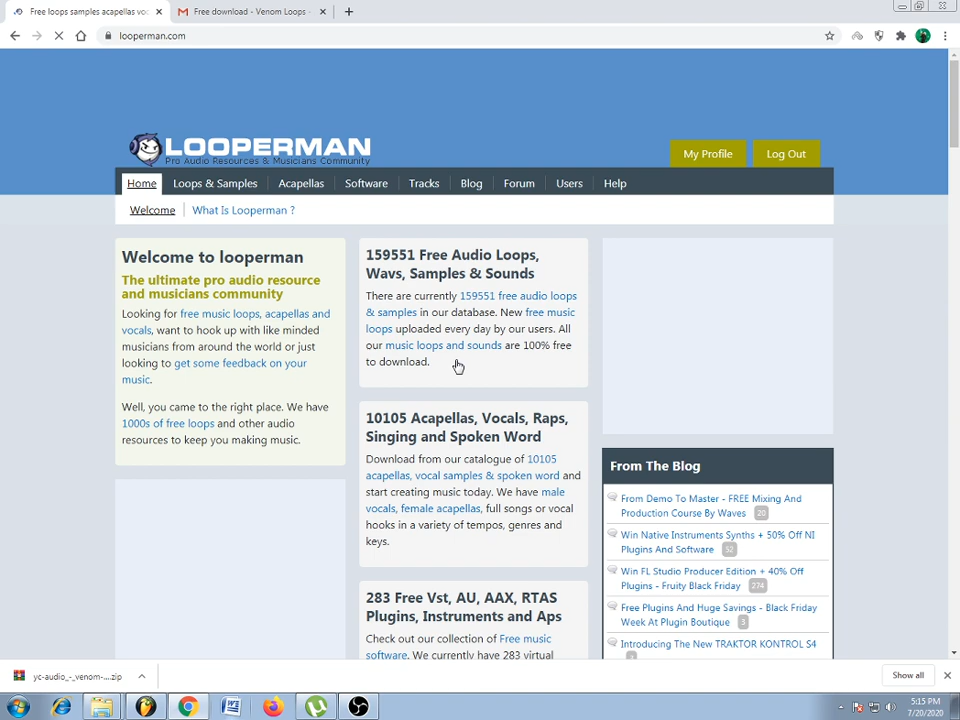 Free loops samples acapellas voc
Free download - Venom Loops -
looperman.com
LOOPERMAN
Pro Audio Resources & Musicians Community
My Profile
Log Out
Home
Loops & Samples
Acapellas
Software
Tracks
Blog
Forum
Users
Help
Welcome
What Is Looperman ?
Welcome to looperman
The ultimate pro audio resource
and musicians community
Looking for free music loops, acapellas and
vocals, want to hook up with like minded
musicians from around the world or just
looking to get some feedback on your
music.
Well, you came to the right place. We have
1000s of free loops and other audio
resources to keep you making music.
159551 Free Audio Loops,
Wavs, Samples & Sounds
There are currently 159551 free audio loops
& samples in our database. New free music
loops uploaded every day by our users. All
our music loops and sounds are 100% free
to download.
10105 Acapellas, Vocals, Raps,
Singing and Spoken Word
Download from our catalogue of 10105
acapellas, vocal samples & spoken word and
start creating music today. We have male
vocals, female acapellas, full songs or vocal
hooks in a variety of tempos, genres and
keys.
283 Free Vst, AU, AAX, RTAS
Plugins, Instruments and Aps
Check out our collection of Free music
software. We currently have 283 virtual
From The Blog
From Demo To Master - FREE Mixing And
Production Course By Waves 20
Win Native Instruments Synths + 50% Off NI
Plugins And Software 52
Win FL Studio Producer Edition + 40% Off
Plugins - Fruity Black Friday 274
Free Plugins And Huge Savings - Black Friday
Week At Plugin Boutique 3
Introducing The New TRAKTOR KONTROL S4
yc-audio_-_venom-....zip
Show all
5:15 PM
7/20/2020